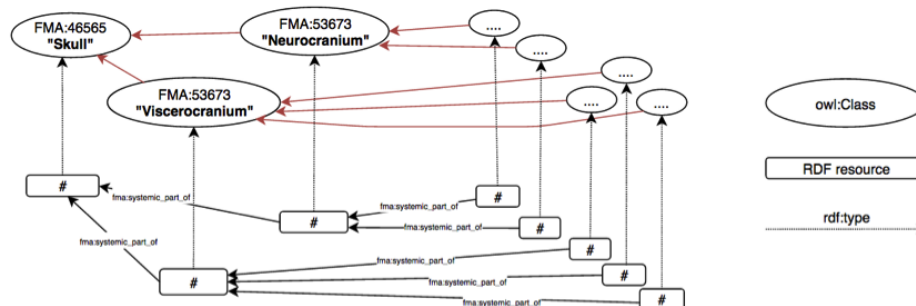 FMA:46565
"Skull"
FMA:53673
"Neurocranium"
....
....
....
....
....
FMA:53673
"Viscerocranium"
owl:Class
RDF resource
rdf:type
#
fma:systemic_part_of
#
fma:systemic_part_of
#
fma:systemic_part_of
#
fma:systemic_part_of
#
fma:systemic_part_of
#
fma:systemic_part_of
#
fma:systemic_part_of
#